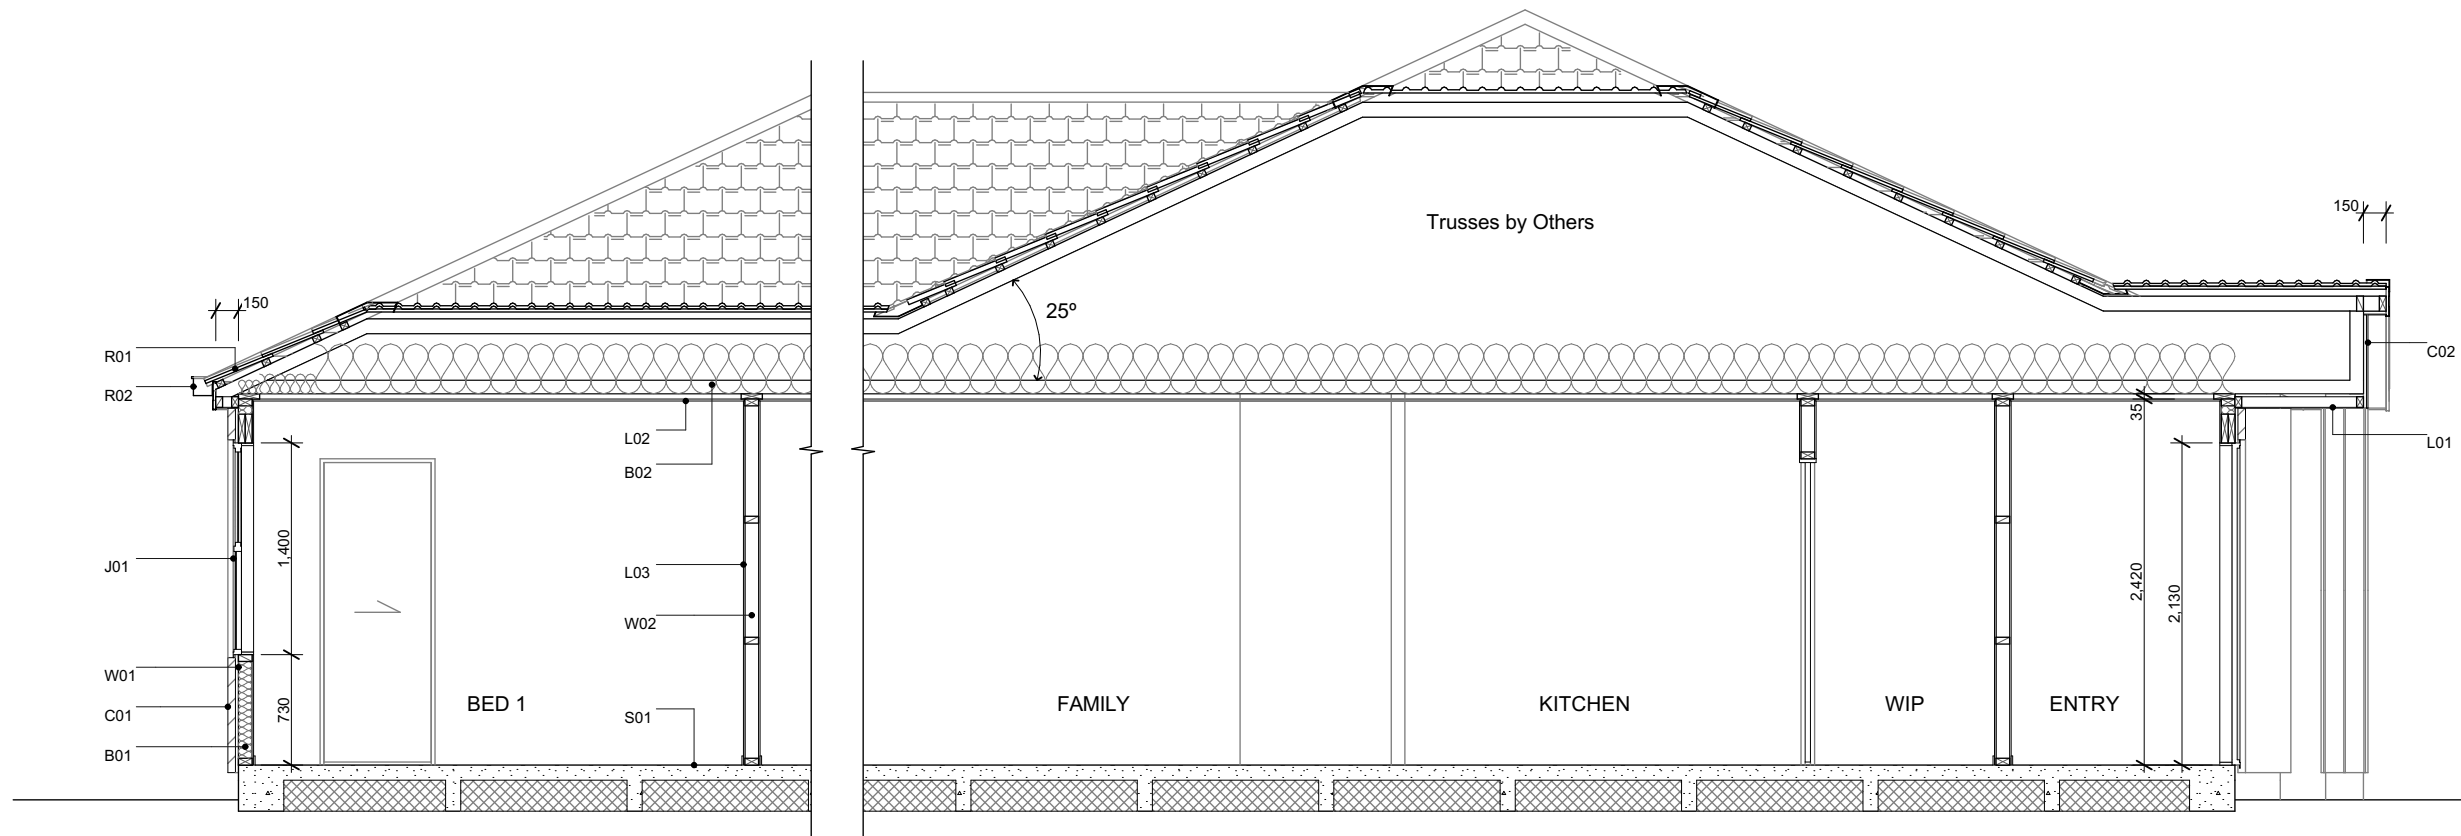 Trusses by Others
150
150
25º
R01
R02
C02
L02
B02
35
L01
1,400
J01
L03
2,420
2,130
W02
W01
730
C01
B01
S01
BED 1
FAMILY
KITCHEN
WIP
ENTRY